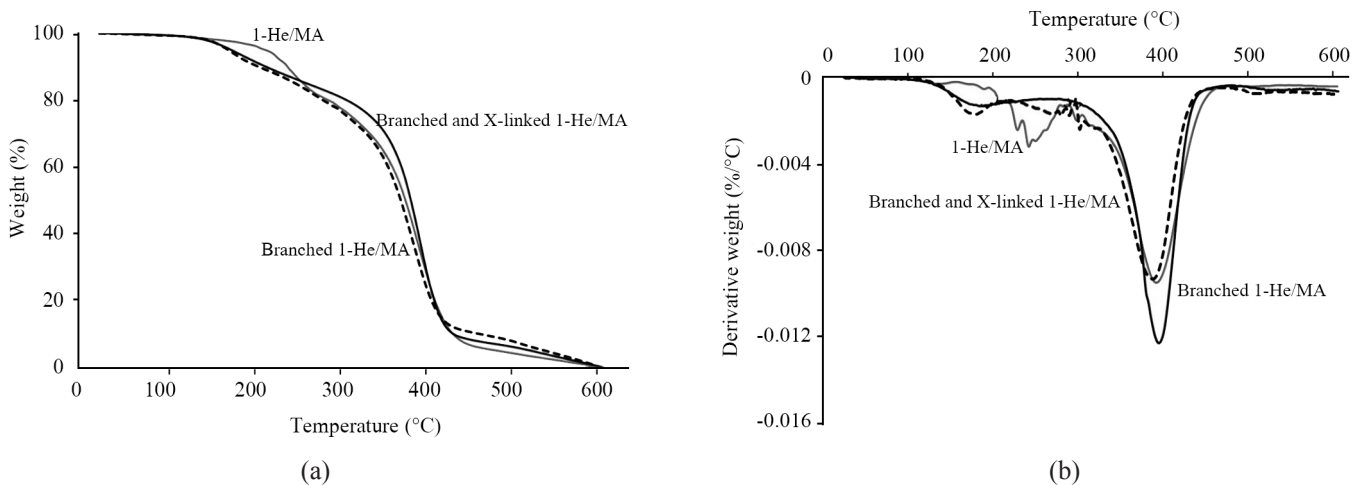 100
80
60
40
20
0
Weight (%)
1-He/MA
Branched and X-linked 1-He/MA
Branched 1-He/MA
0 100 200 300 400 500 600
Temperature (°C)
(a)
Temperature (°C)
0 100 200 300 400 500 600
0
-0.004
-0.008
-0.012
-0.016
Derivative weight (%/°C)
1-He/MA
Branched and X-linked 1-He/MA
Branched 1-He/MA
(b)